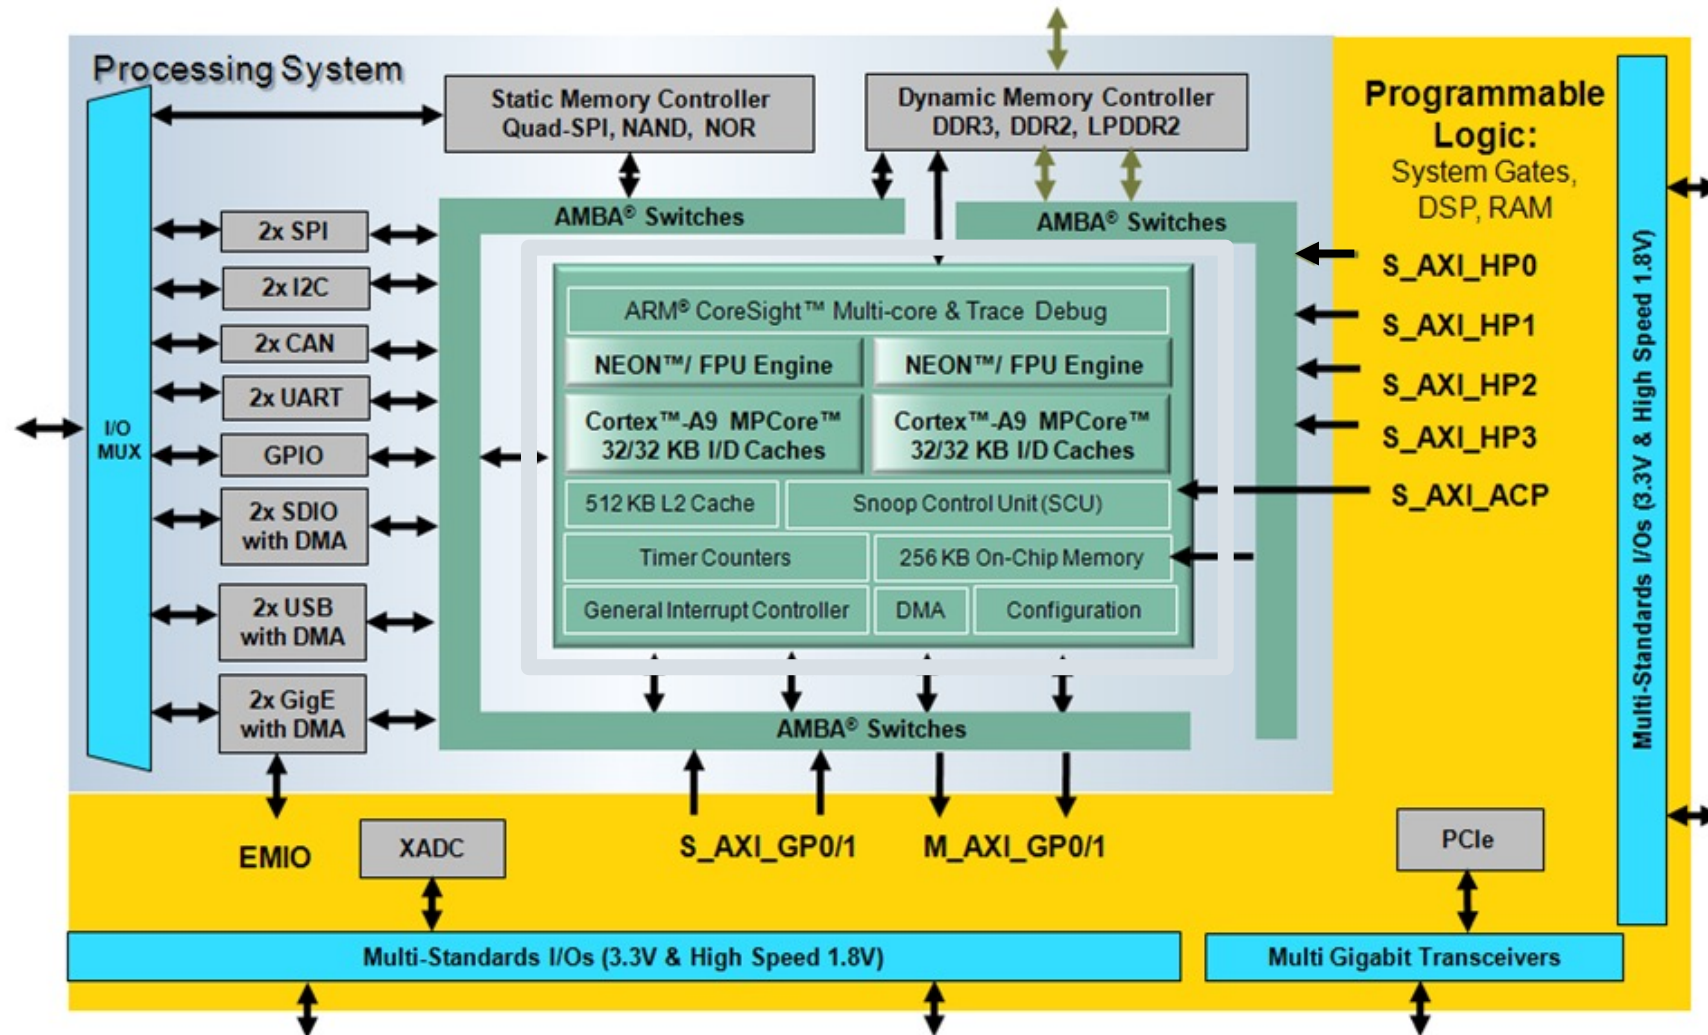 Processing System
Static Memory Controller
Quad-SPI, NAND, NOR
Dynamic Memory Controller
DDR3, DDR2, LPDDR2
Programmable
Logic:
System Gates,
DSP, RAM
AMBA® Switches
AMBA® Switches
I/O
MUX
2x SPI
2x I2C
2x CAN
2x UART
GPIO
2x SDIO
with DMA
2x USB
with DMA
2x GigE
with DMA
ARM® CoreSight™ Multi-core & Trace Debug
NEON™/ FPU Engine
NEON™/ FPU Engine
Cortex™-A9 MPCore™
32/32 KB I/D Caches
Cortex™-A9 MPCore™
32/32 KB I/D Caches
512 KB L2 Cache
Snoop Control Unit (SCU)
Timer Counters
256 KB On-Chip Memory
General Interrupt Controller
DMA
Configuration
AMBA® Switches
S_AXI_HP0
S_AXI_HP1
S_AXI_HP2
S_AXI_HP3
S_AXI_ACP
Multi-Standards I/Os (3.3V & High Speed 1.8V)
EMIO
XADC
S_AXI_GP0/1
M_AXI_GP0/1
PCIe
Multi-Standards I/Os (3.3V & High Speed 1.8V)
Multi Gigabit Transceivers